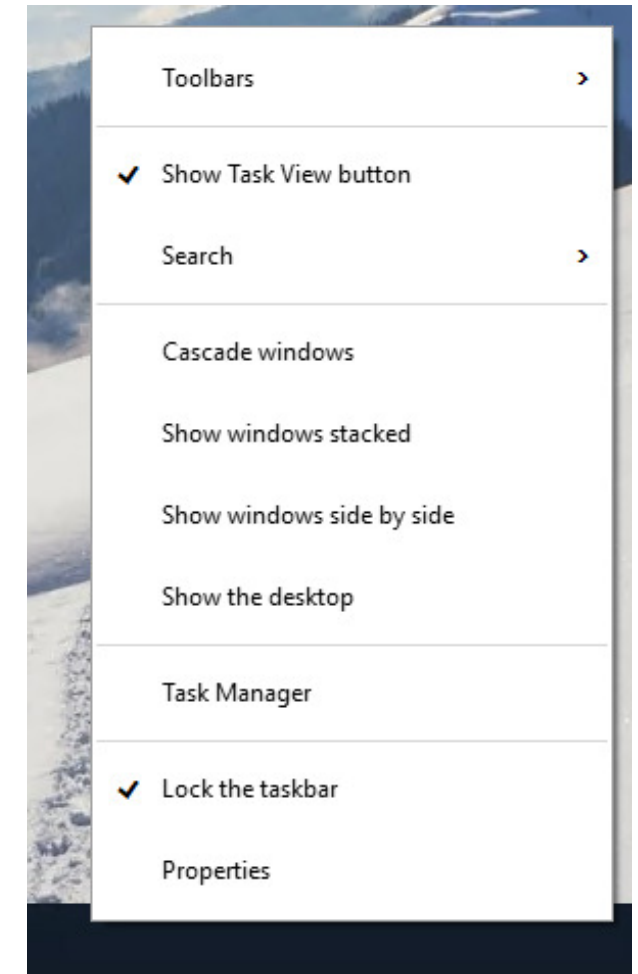 Toolbars
Show Task View button
Search
Cascade windows
Show windows stacked
Show windows side by side
Show the desktop
Task Manager
Lock the taskbar
Properties